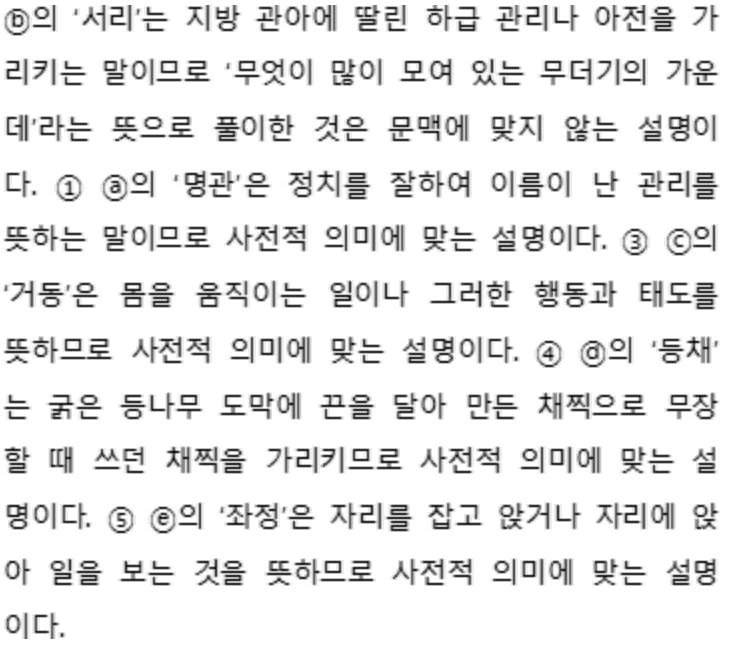 ⓑ의 ‘서리’는 지방 관아에 딸린 하급 관리나 아전을 가
리키는 말이므로 ‘무엇이 많이 모여 있는 무더기의 가운
데’라는 뜻으로 풀이한 것은 문맥에 맞지 않는 설명이
다. ① ⓐ의 ‘명관’은 정치를 잘하여 이름이 난 관리를
뜻하는 말이므로 사전적 의미에 맞는 설명이다. ③ ⓒ의
‘거동’은 몸을 움직이는 일이나 그러한 행동과 태도를
뜻하므로 사전적 의미에 맞는 설명이다. ④ ⓓ의 ‘등채’
는 굵은 등나무 도막에 끈을 달아 만든 채찍으로 무장
할 때 쓰던 채찍을 가리키므로 사전적 의미에 맞는 설
명이다. ⑤ ⓔ의 ‘좌정’은 자리를 잡고 앉거나 자리에 앉
아 일을 보는 것을 뜻하므로 사전적 의미에 맞는 설명
이다.